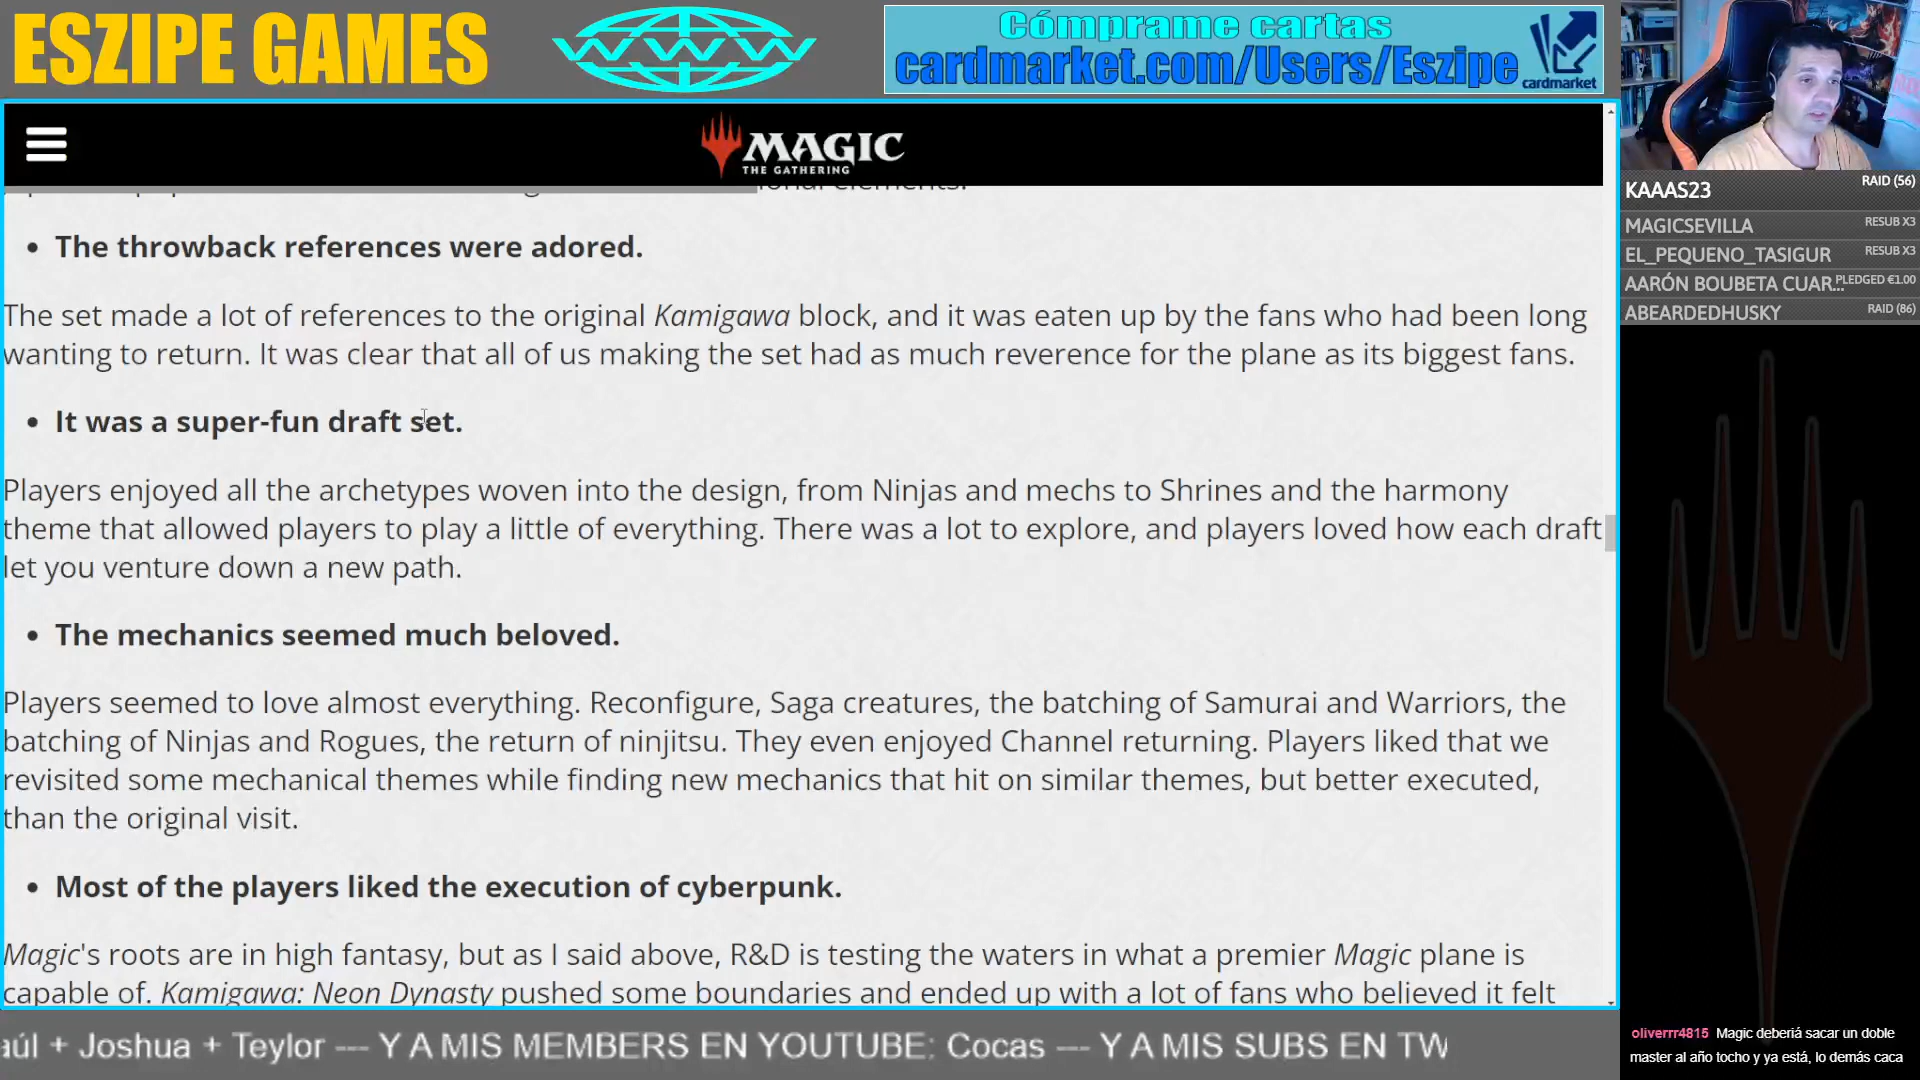 ESZIPE GAMES
WWW
Cómprame cartas
cardmarket.com/Users/Eszipe
cardmarket
MAGIC
THE GATHERING
ional elements.
• The throwback references were adored.
The set made a lot of references to the original Kamigawa block, and it was eaten up by the fans who had been long
wanting to return. It was clear that all of us making the set had as much reverence for the plane as its biggest fans.
• It was a super-fun draft set.
Players enjoyed all the archetypes woven into the design, from Ninjas and mechs to Shrines and the harmony
theme that allowed players to play a little of everything. There was a lot to explore, and players loved how each draft
let you venture down a new path.
• The mechanics seemed much beloved.
Players seemed to love almost everything. Reconfigure, Saga creatures, the batching of Samurai and Warriors, the
batching of Ninjas and Rogues, the return of ninjitsu. They even enjoyed Channel returning. Players liked that we
revisited some mechanical themes while finding new mechanics that hit on similar themes, but better executed,
than the original visit.
• Most of the players liked the execution of cyberpunk.
Magic's roots are in high fantasy, but as I said above, R&D is testing the waters in what a premier Magic plane is
capable of. Kamigawa: Neon Dynasty pushed some boundaries and ended up with a lot of fans who believed it felt
KAAAS23 RAID (56)
MAGICSEVILLA RESUB X3
EL_PEQUENO_TASIGUR RESUB X3
AARÓN BOUBETA CUAR... PLEDGED €1.00
ABEARDEDHUSKY RAID (86)
oliverrr4815 Magic deberiá sacar un doble
master al año tocho y ya está, lo demás caca
aúl + Joshua + Teylor --- Y A MIS MEMBERS EN YOUTUBE: Cocas --- Y A MIS SUBS EN TW